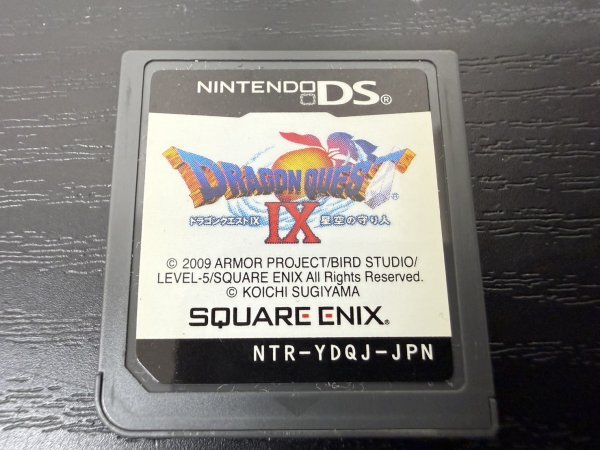 NINTENDO DS®
DRAGON QUEST®
ドラゴンクエストIX 星空の守り人
IX
© 2009 ARMOR PROJECT/BIRD STUDIO/
LEVEL-5/SQUARE ENIX All Rights Reserved.
© KOICHI SUGIYAMA
SQUARE ENIX®
NTR-YDQJ-JPN